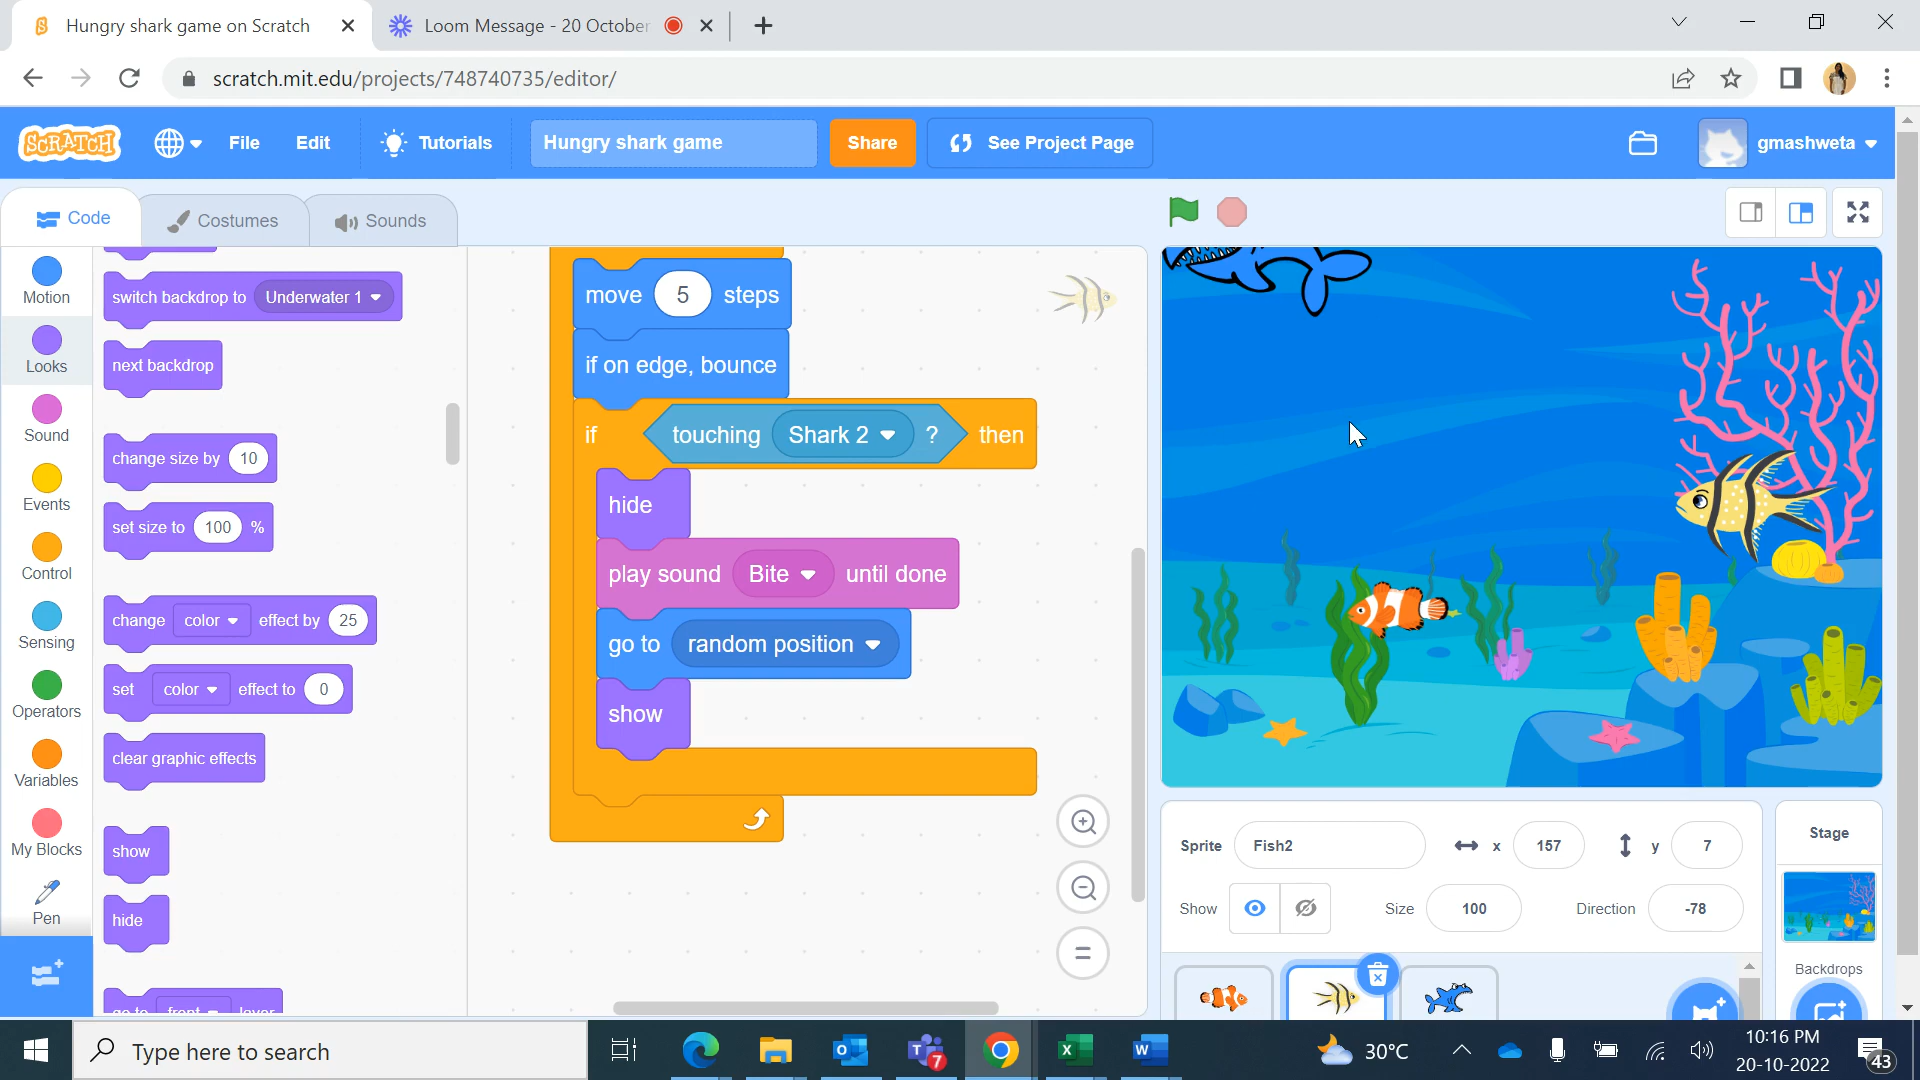 Hungry shark game on Scratch
Loom Message - 20 October
scratch.mit.edu/projects/748740735/editor/
SCRATCH
File
Edit
Tutorials
Hungry shark game
Share
See Project Page
gmashweta
Code
Costumes
Sounds
Motion
Looks
Sound
Events
Control
Sensing
Operators
Variables
My Blocks
Pen
switch backdrop to Underwater 1
next backdrop
change size by 10
set size to 100 %
change color effect by 25
set color effect to 0
clear graphic effects
show
hide
go to front layer
move 5 steps
if on edge, bounce
if touching Shark 2 ? then
hide
play sound Bite until done
go to random position
show
Sprite Fish2 x 157 y 7
Show Size 100 Direction -78
Stage
Backdrops
Type here to search
7
30°C
10:16 PM
20-10-2022
43